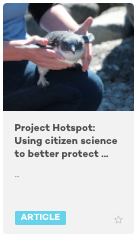 Project Hotspot:
Using citizen science
to better protect ...
...
ARTICLE